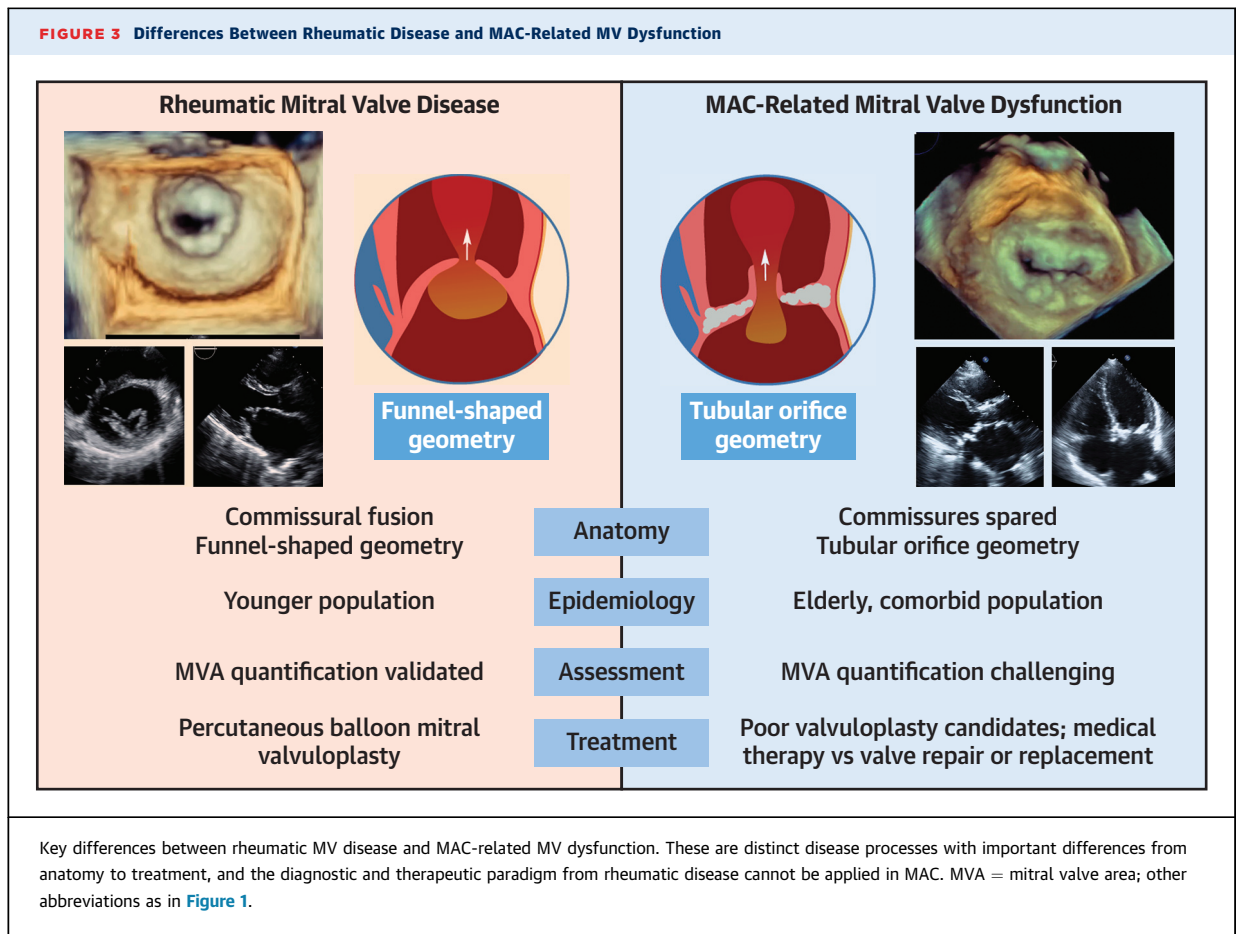 FIGURE 3 Differences Between Rheumatic Disease and MAC-Related MV Dysfunction
Rheumatic Mitral Valve Disease
MAC-Related Mitral Valve Dysfunction
Funnel-shaped
geometry
Tubular orifice
geometry
Commissural fusion
Funnel-shaped geometry
Anatomy
Commissures spared
Tubular orifice geometry
Younger population
Epidemiology
Elderly, comorbid population
MVA quantification validated
Assessment
MVA quantification challenging
Percutaneous balloon mitral
valvuloplasty
Treatment
Poor valvuloplasty candidates; medical
therapy vs valve repair or replacement
Key differences between rheumatic MV disease and MAC-related MV dysfunction. These are distinct disease processes with important differences from
anatomy to treatment, and the diagnostic and therapeutic paradigm from rheumatic disease cannot be applied in MAC. MVA = mitral valve area; other
abbreviations as in Figure 1.